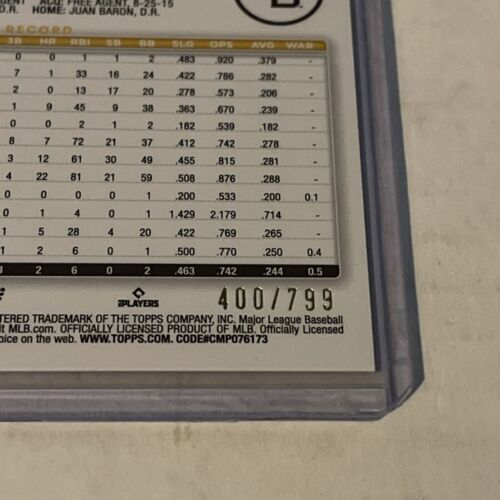 ENT ACQ: FREE AGENT, 8-25-15
D.R. HOME: JUAN BARON, D.R.
B
RECORD
3B HR RBI SB BB SLG OPS AVG WAR
0 0 1 1 2 .483 .920 .379 -
7 1 33 16 24 .422 .786 .282 -
2 0 13 17 20 .278 .573 .206 -
1 9 45 9 38 .363 .670 .239 -
0 0 2 1 2 .182 .539 .182 -
8 7 72 21 37 .412 .742 .278 -
3 12 61 30 49 .455 .815 .281 -
4 22 81 21 59 .508 .876 .288 -
0 0 0 0 1 .200 .533 .200 0.1
0 1 4 0 1 1.429 2.179 .714 -
1 5 28 4 20 .422 .769 .265 -
1 2 6 0 1 .500 .770 .250 0.4
1 2 6 0 2 .463 .742 .244 0.5
PLAYERS
400/799
TERED TRADEMARK OF THE TOPPS COMPANY, INC. Major League Baseball
it MLB.com. OFFICIALLY LICENSED PRODUCT OF MLB. Officially Licensed
oice on the web. WWW.TOPPS.COM. CODE#CMP076173